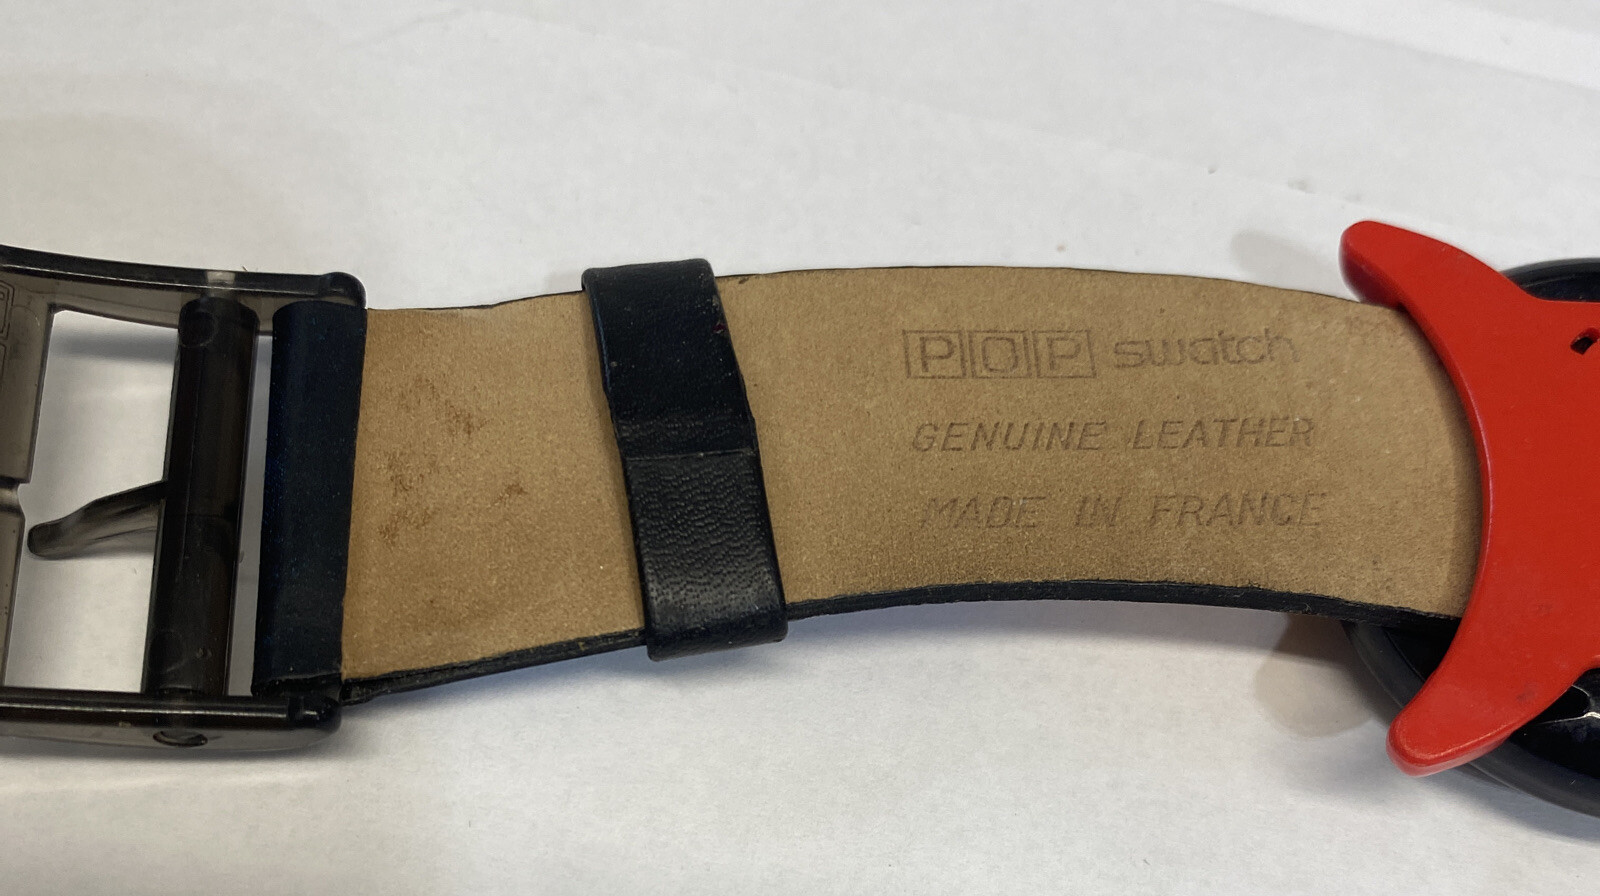 POP swatch
GENUINE LEATHER
MADE IN FRANCE